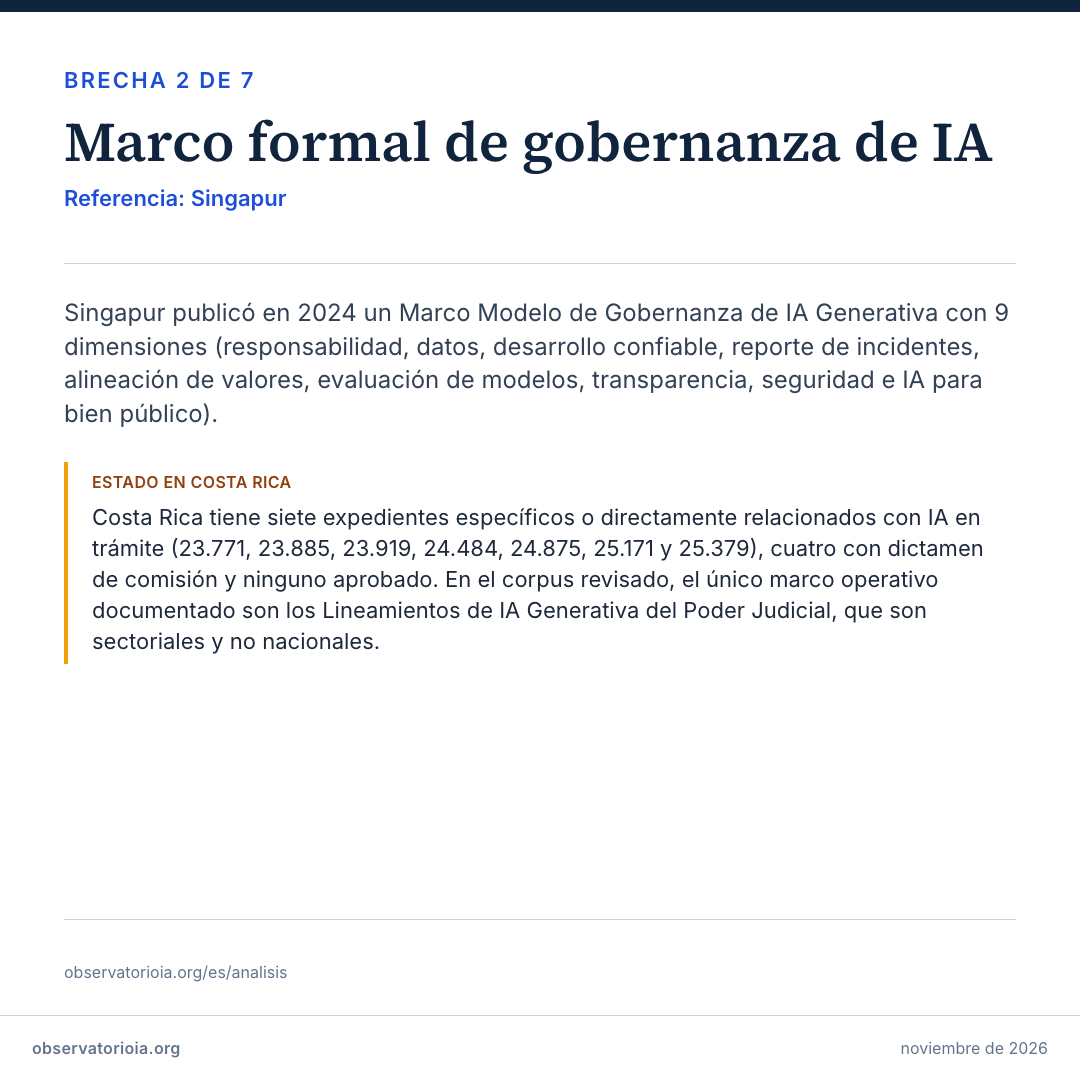 BRECHA 2 DE 7
Marco formal de gobernanza de IA
Referencia: Singapur
Singapur publicó en 2024 un Marco Modelo de Gobernanza de IA Generativa con 9
dimensiones (responsabilidad, datos, desarrollo confiable, reporte de incidentes,
alineación de valores, evaluación de modelos, transparencia, seguridad e IA para
bien público).
ESTADO EN COSTA RICA
Costa Rica tiene siete expedientes específicos o directamente relacionados con IA en
trámite (23.771, 23.885, 23.919, 24.484, 24.875, 25.171 y 25.379), cuatro con dictamen
de comisión y ninguno aprobado. En el corpus revisado, el único marco operativo
documentado son los Lineamientos de IA Generativa del Poder Judicial, que son
sectoriales y no nacionales.
observatorioia.org/es/analisis
observatorioia.org
noviembre de 2026